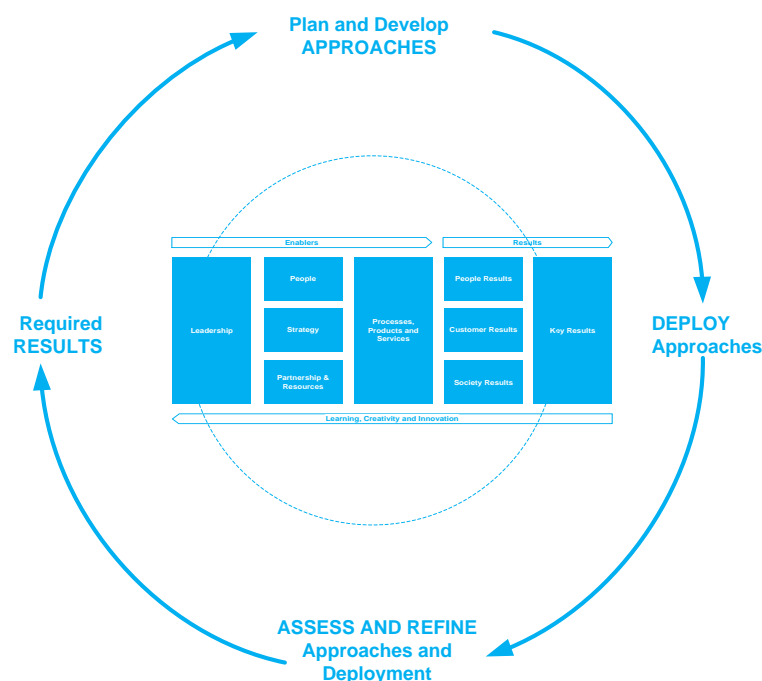 Plan and Develop
APPROACHES
Enablers
Results
Leadership
People
Strategy
Partnership &
Resources
Processes,
Products and
Services
People Results
Customer Results
Society Results
Key Results
Learning, Creativity and Innovation
Required
RESULTS
DEPLOY
Approaches
ASSESS AND REFINE
Approaches and
Deployment